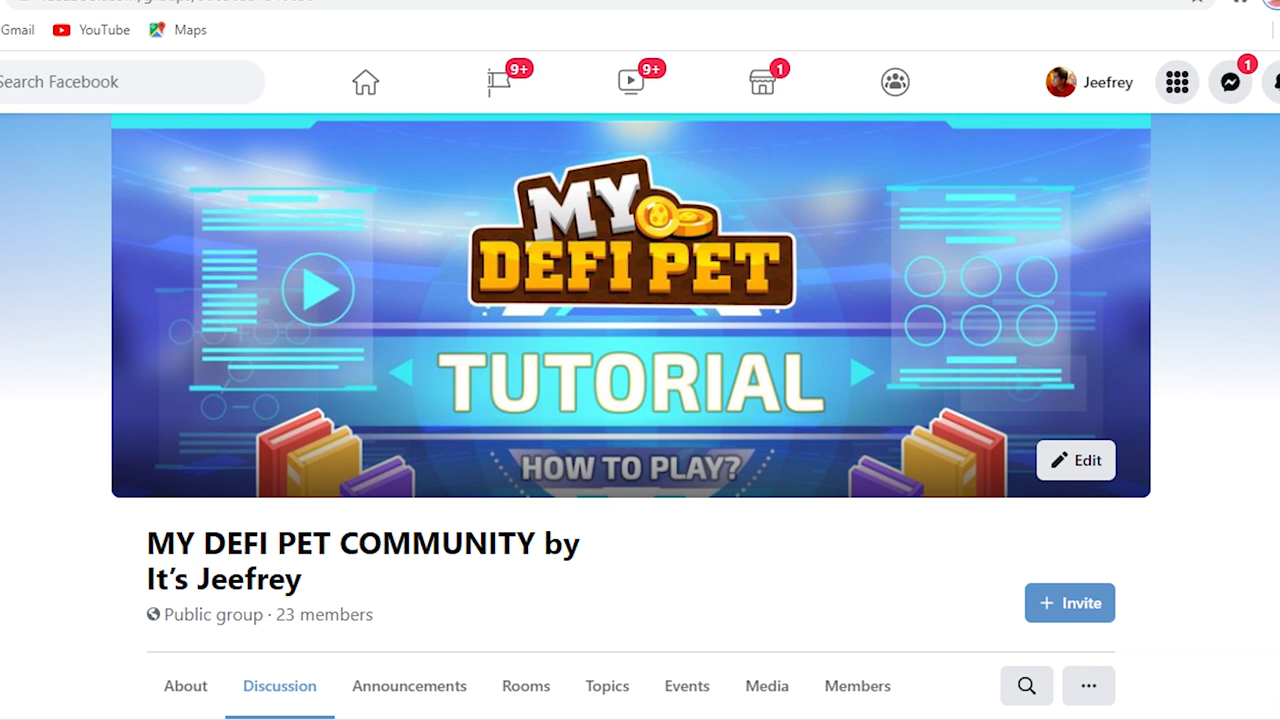 Gmail YouTube Maps
Search Facebook 9+ 9+ 1 Jeefrey 1
MY
DEFI PET
TUTORIAL
HOW TO PLAY?
Edit
MY DEFI PET COMMUNITY by
It's Jeefrey
Public group · 23 members
+ Invite
About Discussion Announcements Rooms Topics Events Media Members